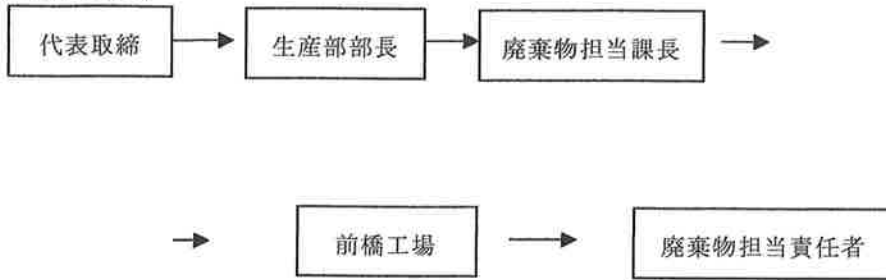 代表取締 → 生産部部長 → 廃棄物担当課長 →
→ 前橋工場 → 廃棄物担当責任者